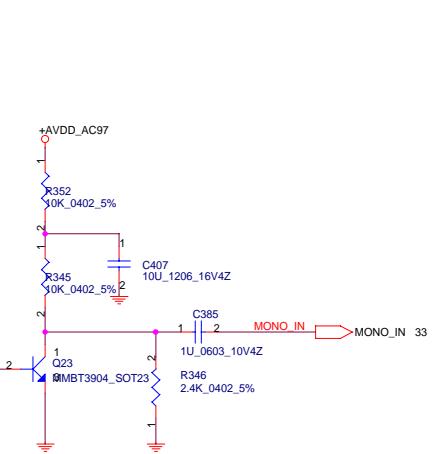 +AVDD_AC97
1
R352
10K_0402_5%
2
1
1
C407
10U_1206_16V4Z
R345
10K_0402_5%
2
2
C385
1
2
MONO_IN
MONO_IN 33
1U_0603_10V4Z
2
1
Q23
MMBT3904_SOT23
2
R346
2.4K_0402_5%
1